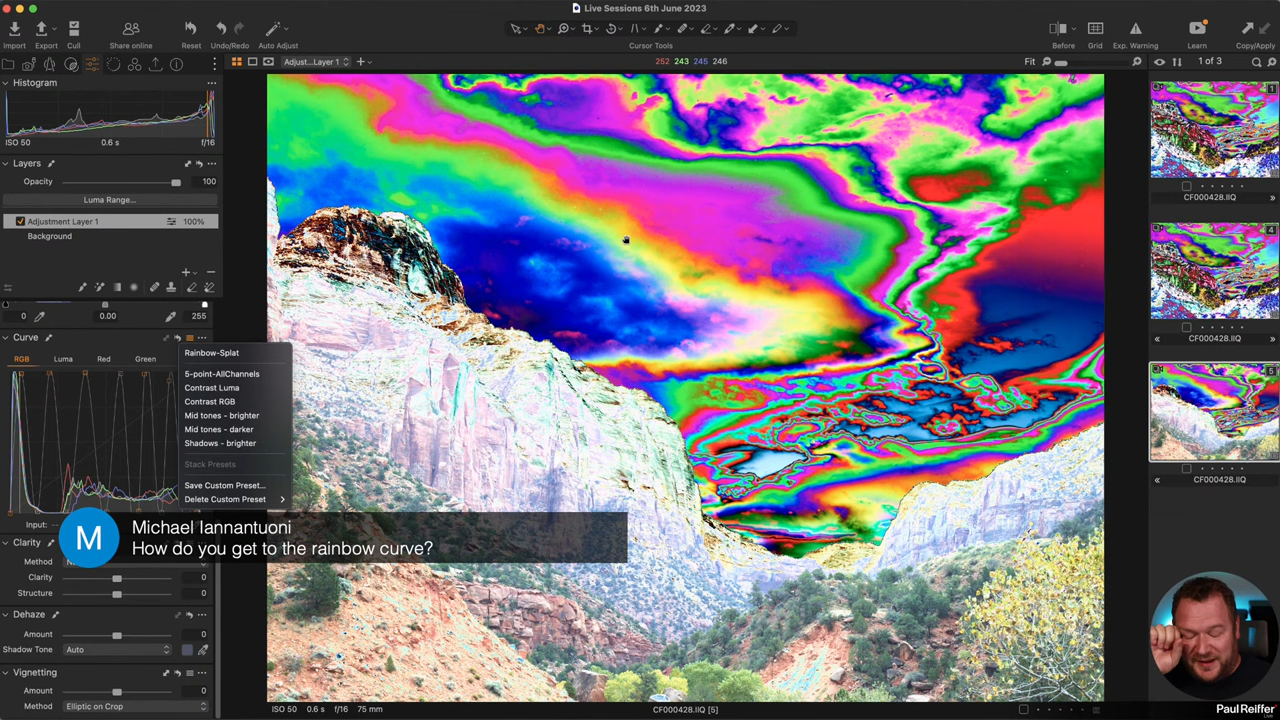 Live Sessions 6th June 2023
Import
Export
Cull
Share online
Reset
Undo/Redo
Auto Adjust
Cursor Tools
Before
Grid
Exp. Warning
Learn
Copy/Apply
Adjust...Layer 1
252 243 245 246
Fit
1 of 3
Histogram
ISO 50 0.6 s f/16
Layers
Opacity 100
Luma Range...
Adjustment Layer 1 100%
Background
0 0.00 255
Curve
RGB Luma Red Green
Rainbow-Splat
5-point-AllChannels
Contrast Luma
Contrast RGB
Mid tones - brighter
Mid tones - darker
Shadows - brighter
Stack Presets
Save Custom Preset...
Delete Custom Preset
Input:
M
Michael Iannantuoni
How do you get to the rainbow curve?
Clarity
Method
Clarity 0
Structure 0
Dehaze
Amount 0
Shadow Tone Auto
Vignetting
Amount 0
Method Elliptic on Crop
ISO 50 0.6 s f/16 75 mm
CF000428.IIQ [5]
1
CF000428.IIQ
4
CF000428.IIQ
5
CF000428.IIQ
PaulReiffer
Live